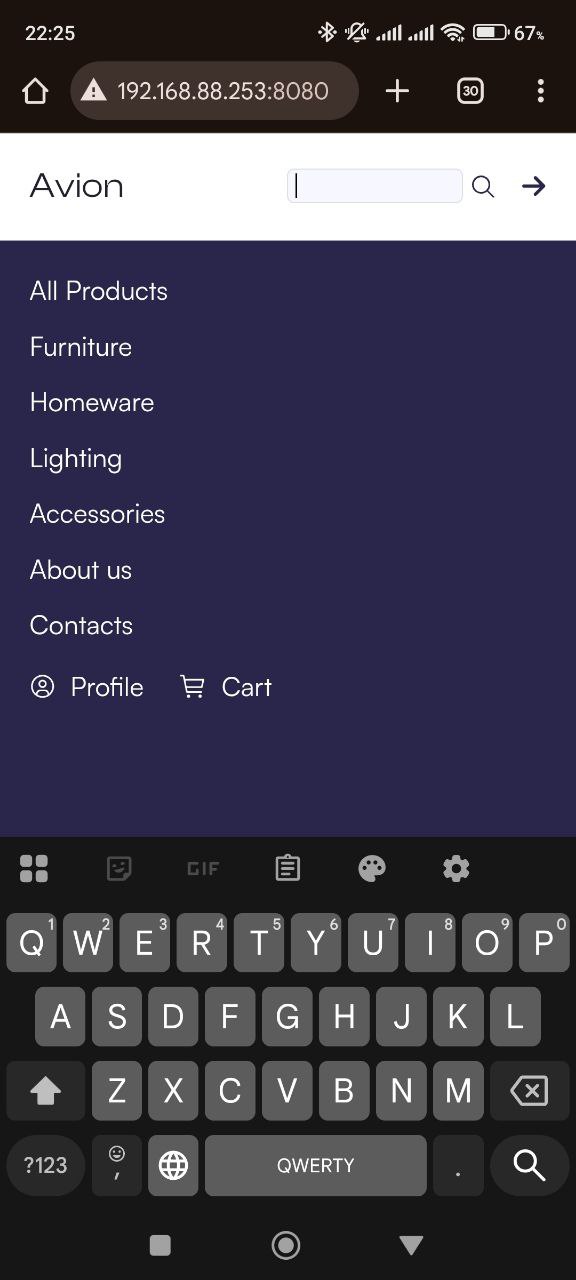 22:25 67%
192.168.88.253:8080 30
Avion
All Products
Furniture
Homeware
Lighting
Accessories
About us
Contacts
Profile Cart
GIF
Q1 W2 E3 R4 T5 Y6 U7 I8 O9 P0
A S D F G H J K L
Z X C V B N M
?123 , QWERTY .